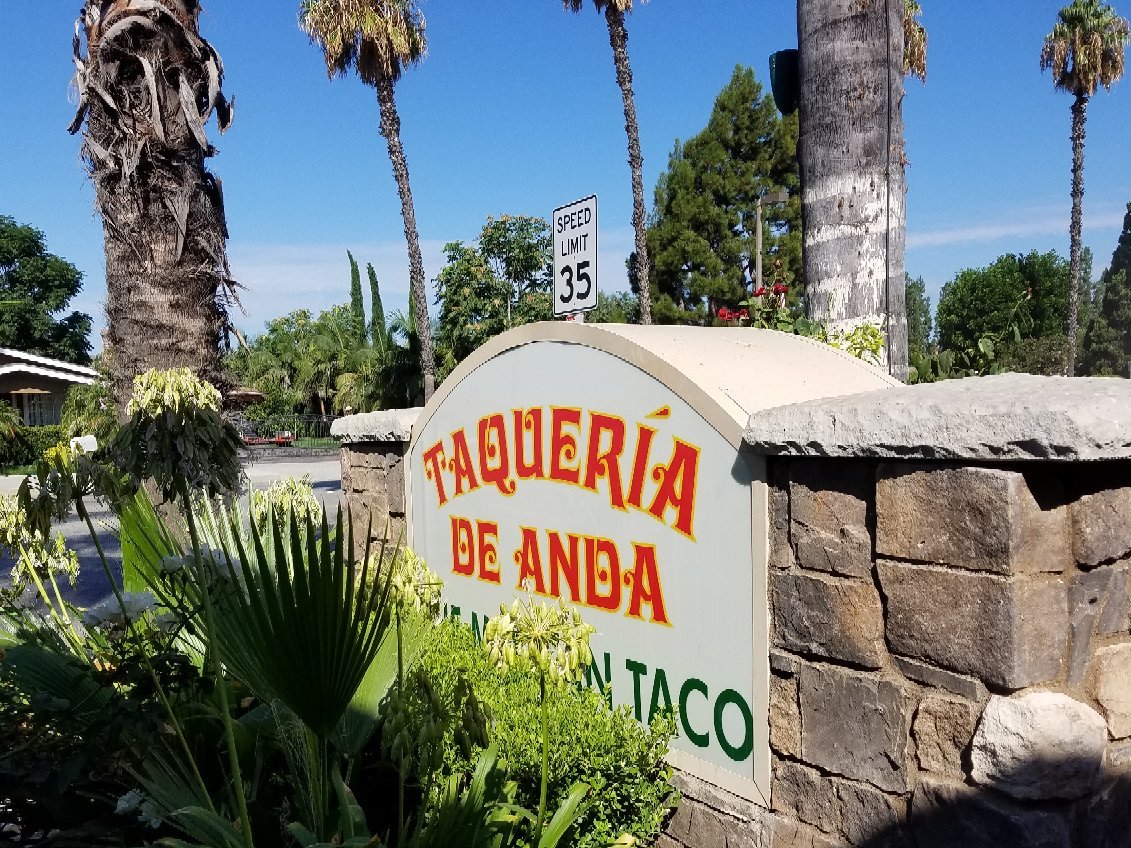 SPEED
LIMIT
35
TAQUERÍA
DE ANDA
TACO